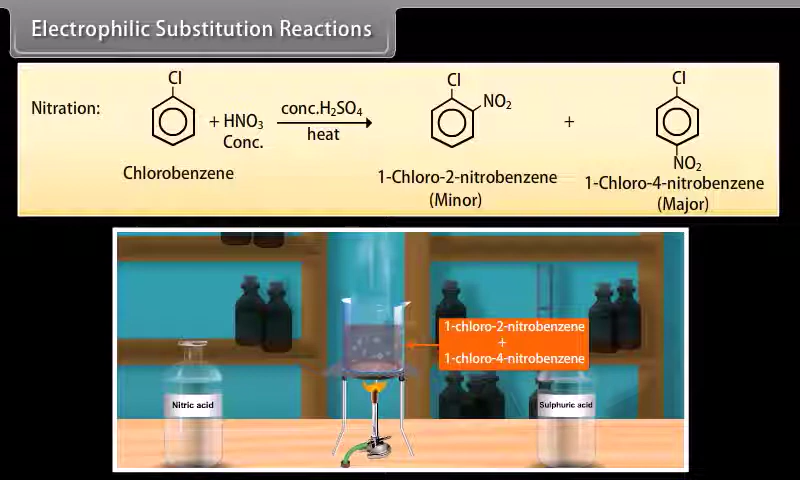 Electrophilic Substitution Reactions
Cl
Cl
Cl
Nitration:
+ HNO3
conc.H2SO4
NO2
+
Conc.
heat
NO2
Chlorobenzene
1-Chloro-2-nitrobenzene
1-Chloro-4-nitrobenzene
(Minor)
(Major)
1-chloro-2-nitrobenzene
+
1-chloro-4-nitrobenzene
Nitric acid
Sulphuric acid